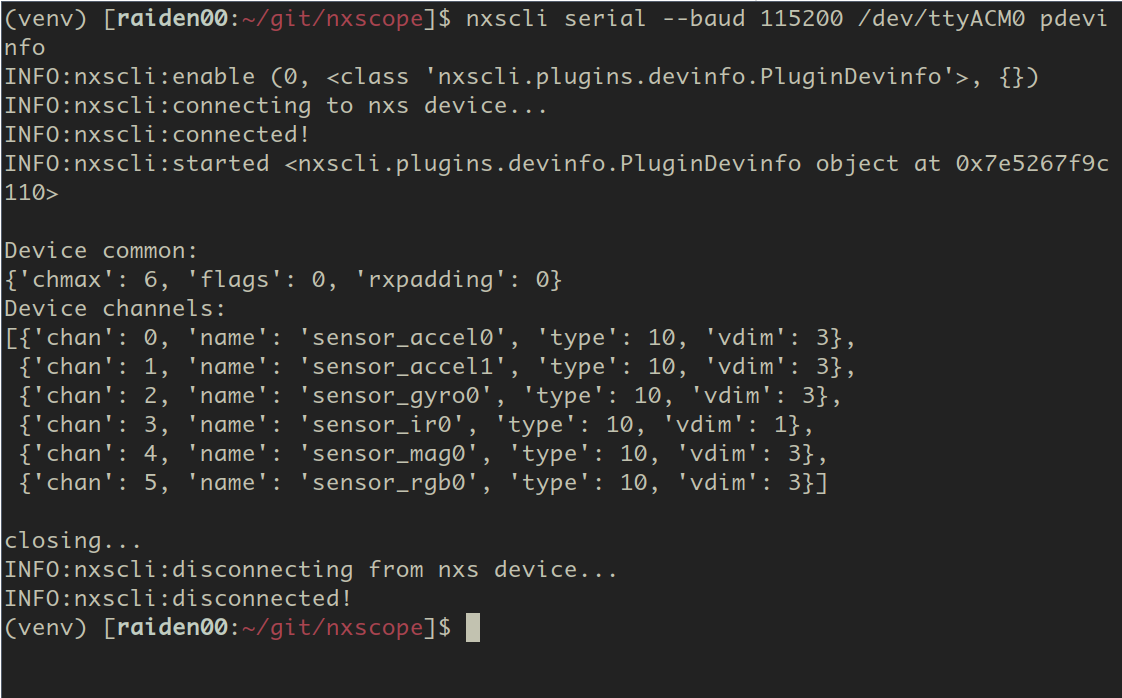 (venv) [raiden00:~/git/nxscope]$ nxscli serial --baud 115200 /dev/ttyACM0 pdevi
nfo
INFO:nxscli:enable (0, <class 'nxscli.plugins.devinfo.PluginDevinfo'>, {})
INFO:nxscli:connecting to nxs device...
INFO:nxscli:connected!
INFO:nxscli:started <nxscli.plugins.devinfo.PluginDevinfo object at 0x7e5267f9c
110>

Device common:
{'chmax': 6, 'flags': 0, 'rxpadding': 0}
Device channels:
[{'chan': 0, 'name': 'sensor_accel0', 'type': 10, 'vdim': 3},
 {'chan': 1, 'name': 'sensor_accel1', 'type': 10, 'vdim': 3},
 {'chan': 2, 'name': 'sensor_gyro0', 'type': 10, 'vdim': 3},
 {'chan': 3, 'name': 'sensor_ir0', 'type': 10, 'vdim': 1},
 {'chan': 4, 'name': 'sensor_mag0', 'type': 10, 'vdim': 3},
 {'chan': 5, 'name': 'sensor_rgb0', 'type': 10, 'vdim': 3}]

closing...
INFO:nxscli:disconnecting from nxs device...
INFO:nxscli:disconnected!
(venv) [raiden00:~/git/nxscope]$